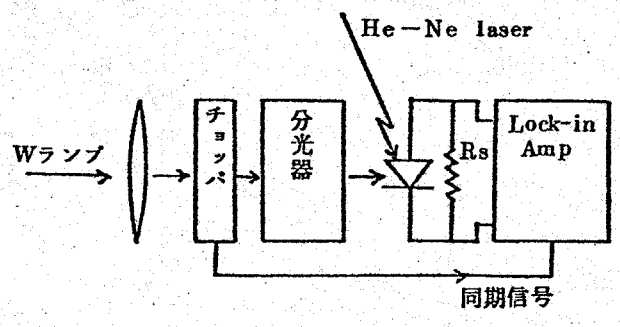 He－Ne laser
Wランプ
チョッパ
分光器
Rs
Lock-in
Amp
同期信号